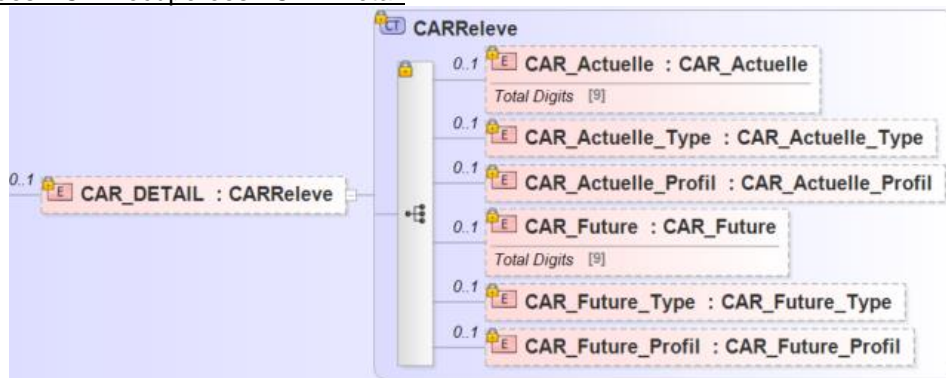 CT CARReleve
0..1 E CAR_Actuelle : CAR_Actuelle
Total Digits [9]
0..1 E CAR_Actuelle_Type : CAR_Actuelle_Type
0..1 E CAR_Actuelle_Profil : CAR_Actuelle_Profil
0..1 E CAR_DETAIL : CARReleve
0..1 E CAR_Future : CAR_Future
Total Digits [9]
0..1 E CAR_Future_Type : CAR_Future_Type
0..1 E CAR_Future_Profil : CAR_Future_Profil